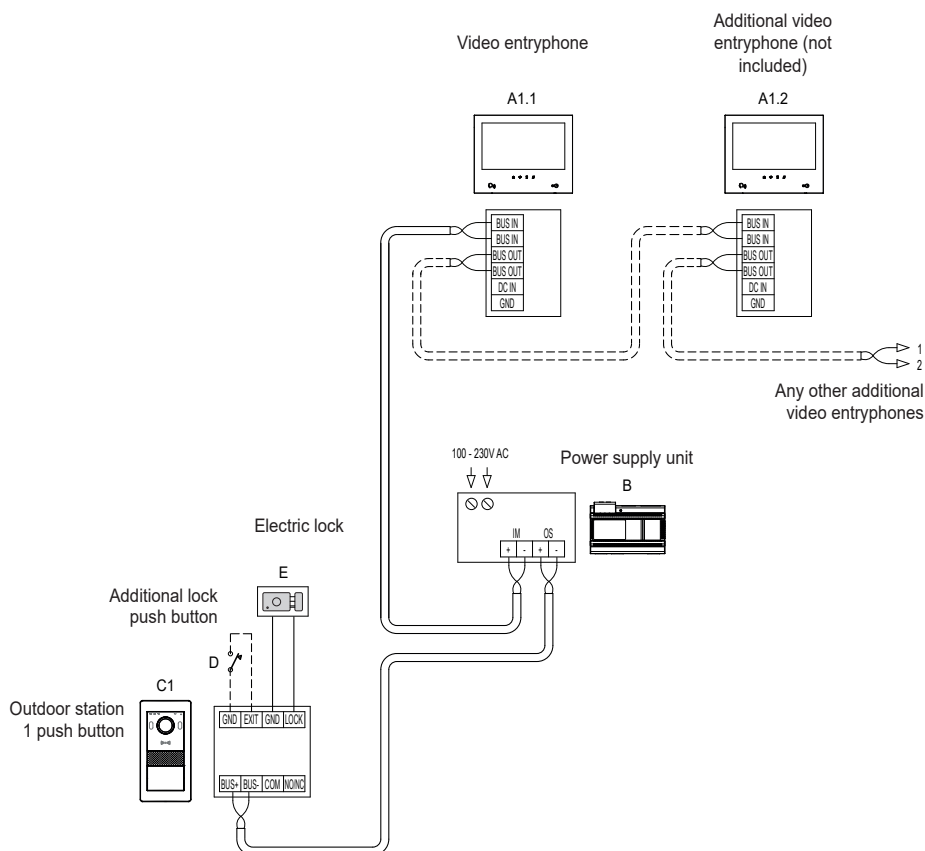 Additional video
entryphone (not
included)
Video entryphone
A1.1
A1.2
BUS IN
BUS IN
BUS OUT
BUS OUT
DC IN
GND
BUS IN
BUS IN
BUS OUT
BUS OUT
DC IN
GND
1
2
Any other additional
video entryphones
100 - 230V AC
Power supply unit
B
IM OS
+ - + -
Electric lock
E
Additional lock
push button
D
C1
Outdoor station
1 push button
GND EXIT GND LOCK
BUS+ BUS- COM NO/NC